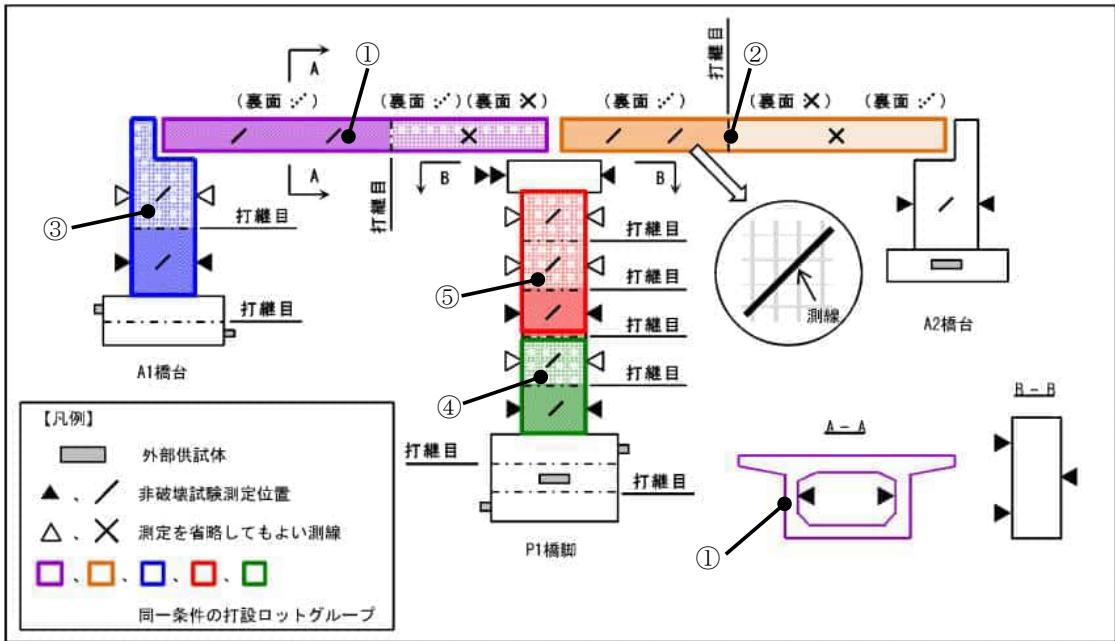 ①
②
打継目
A
(裏面 ⋰)
(裏面 ⋰)
(裏面 ✕)
(裏面 ⋰)
(裏面 ✕)
(裏面 ⋰)
A
B
B
打継目
③
打継目
打継目
打継目
⑤
打継目
測線
打継目
A2橋台
打継目
A1橋台
④
打継目
B-B
【凡例】
外部供試体
▲、/ 非破壊試験測定位置
△、✕ 測定を省略してもよい測線
□、□、□、□、□
同一条件の打設ロットグループ
打継目
打継目
P1橋脚
A-A
①